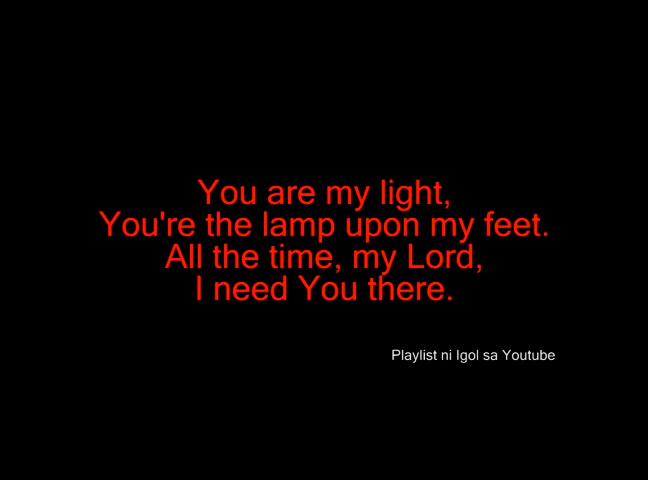 You are my light,
You're the lamp upon my feet.
All the time, my Lord,
I need You there.
Playlist ni Igol sa Youtube